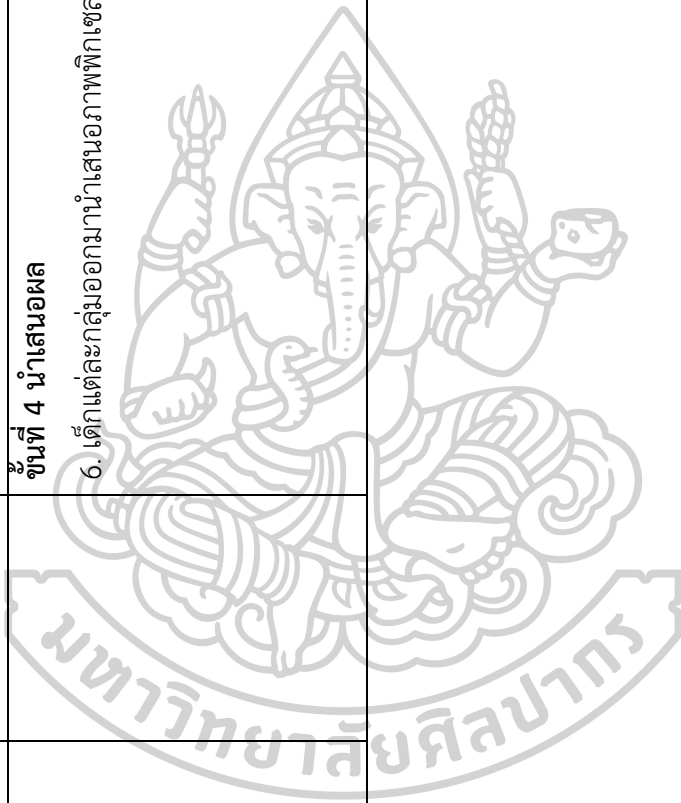 ขั้นที่ 4 นำเสนอผล
6. เด็กแต่ละกลุ่มออกมานำเสนอภาพพิกเซล
มหาวิทยาลัยศิลปากร